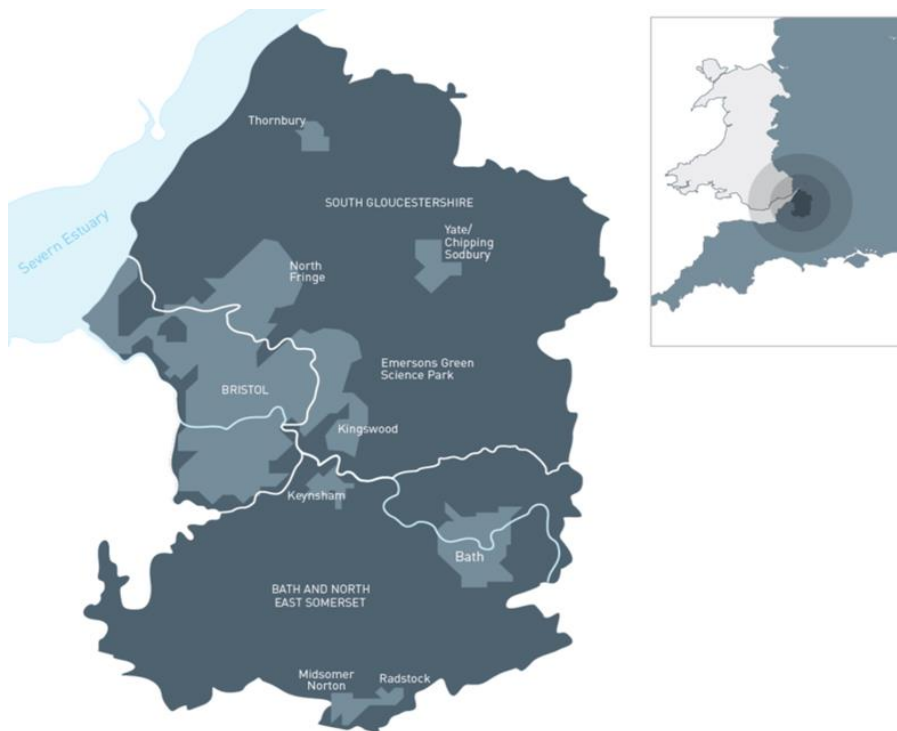 Thornbury
SOUTH GLOUCESTERSHIRE
Severn Estuary
Yate/
Chipping
Sodbury
North
Fringe
Emersons Green
Science Park
BRISTOL
Kingswood
Keynsham
Bath
BATH AND NORTH
EAST SOMERSET
Midsomer
Norton
Radstock